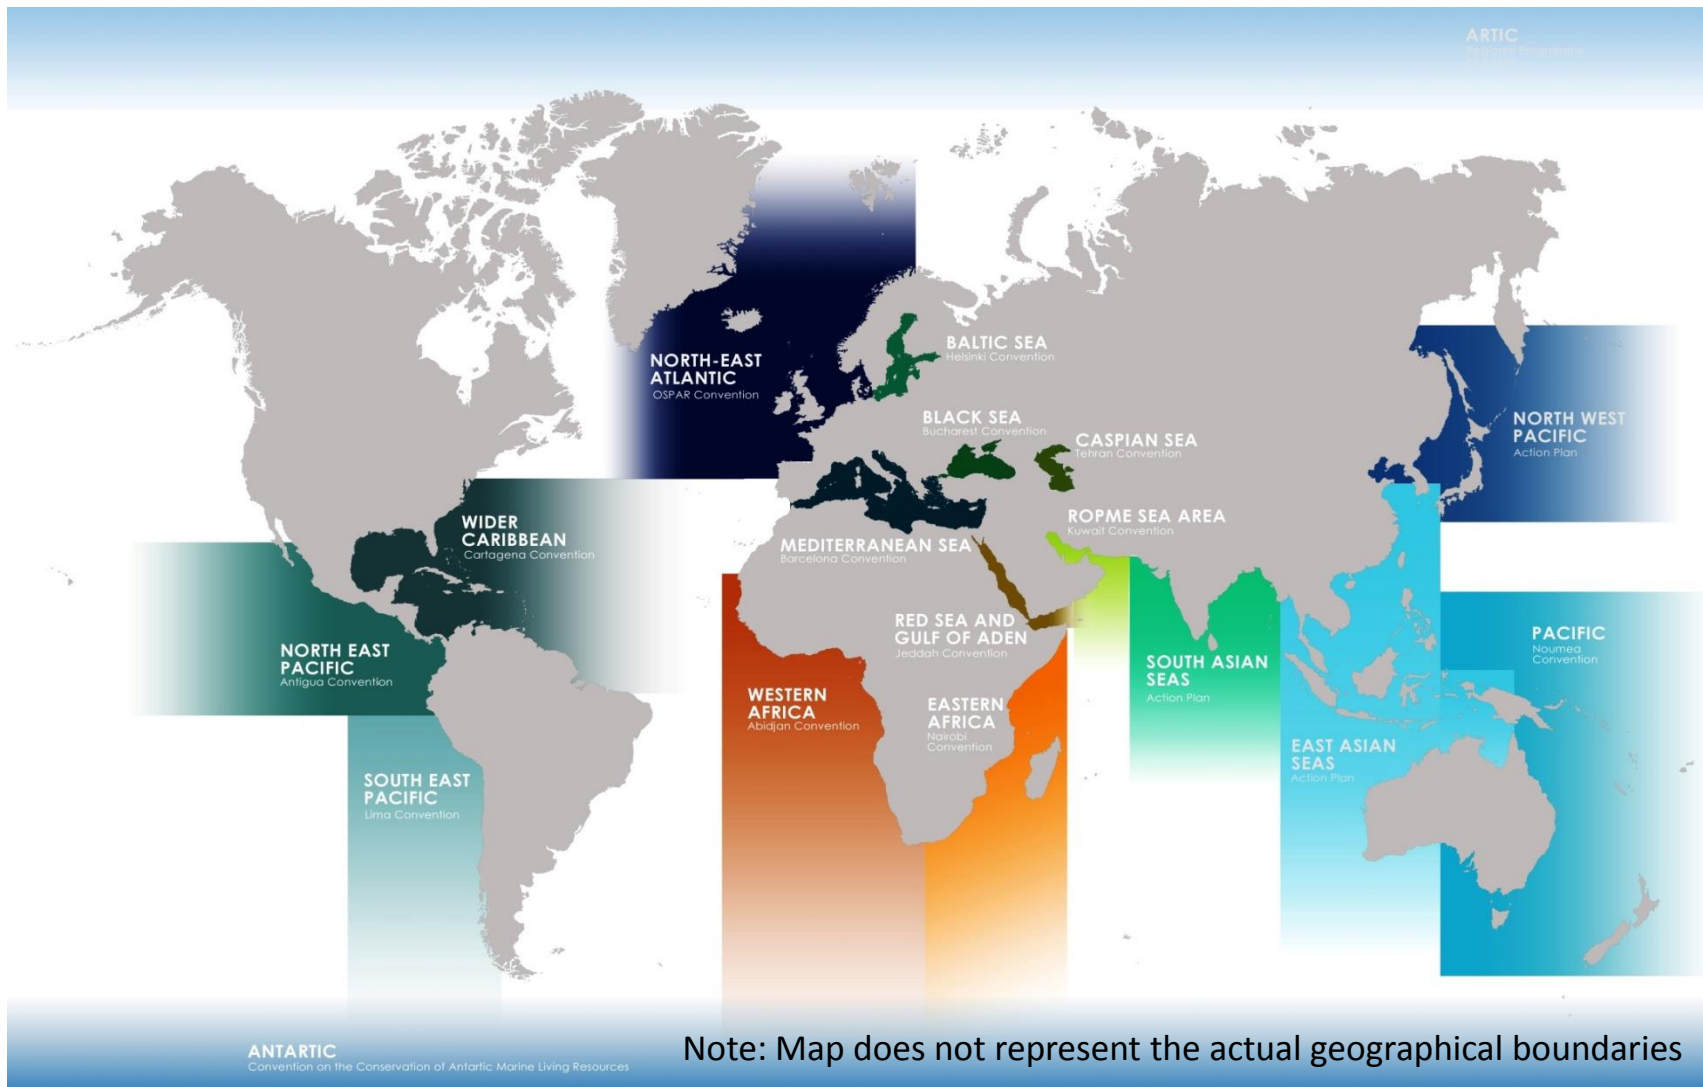 ARTIC
Regional Programme
NORTH-EAST
ATLANTIC
OSPAR Convention
BALTIC SEA
Helsinki Convention
BLACK SEA
Bucharest Convention
CASPIAN SEA
Tehran Convention
NORTH WEST
PACIFIC
Action Plan
WIDER
CARIBBEAN
Cartagena Convention
MEDITERRANEAN SEA
Barcelona Convention
ROPME SEA AREA
Kuwait Convention
RED SEA AND
GULF OF ADEN
Jeddah Convention
NORTH EAST
PACIFIC
Antigua Convention
WESTERN
AFRICA
Abidjan Convention
EASTERN
AFRICA
Nairobi
Convention
SOUTH ASIAN
SEAS
Action Plan
PACIFIC
Noumea
Convention
EAST ASIAN
SEAS
Action Plan
SOUTH EAST
PACIFIC
Lima Convention
ANTARTIC
Convention on the Conservation of Antartic Marine Living Resources
Note: Map does not represent the actual geographical boundaries